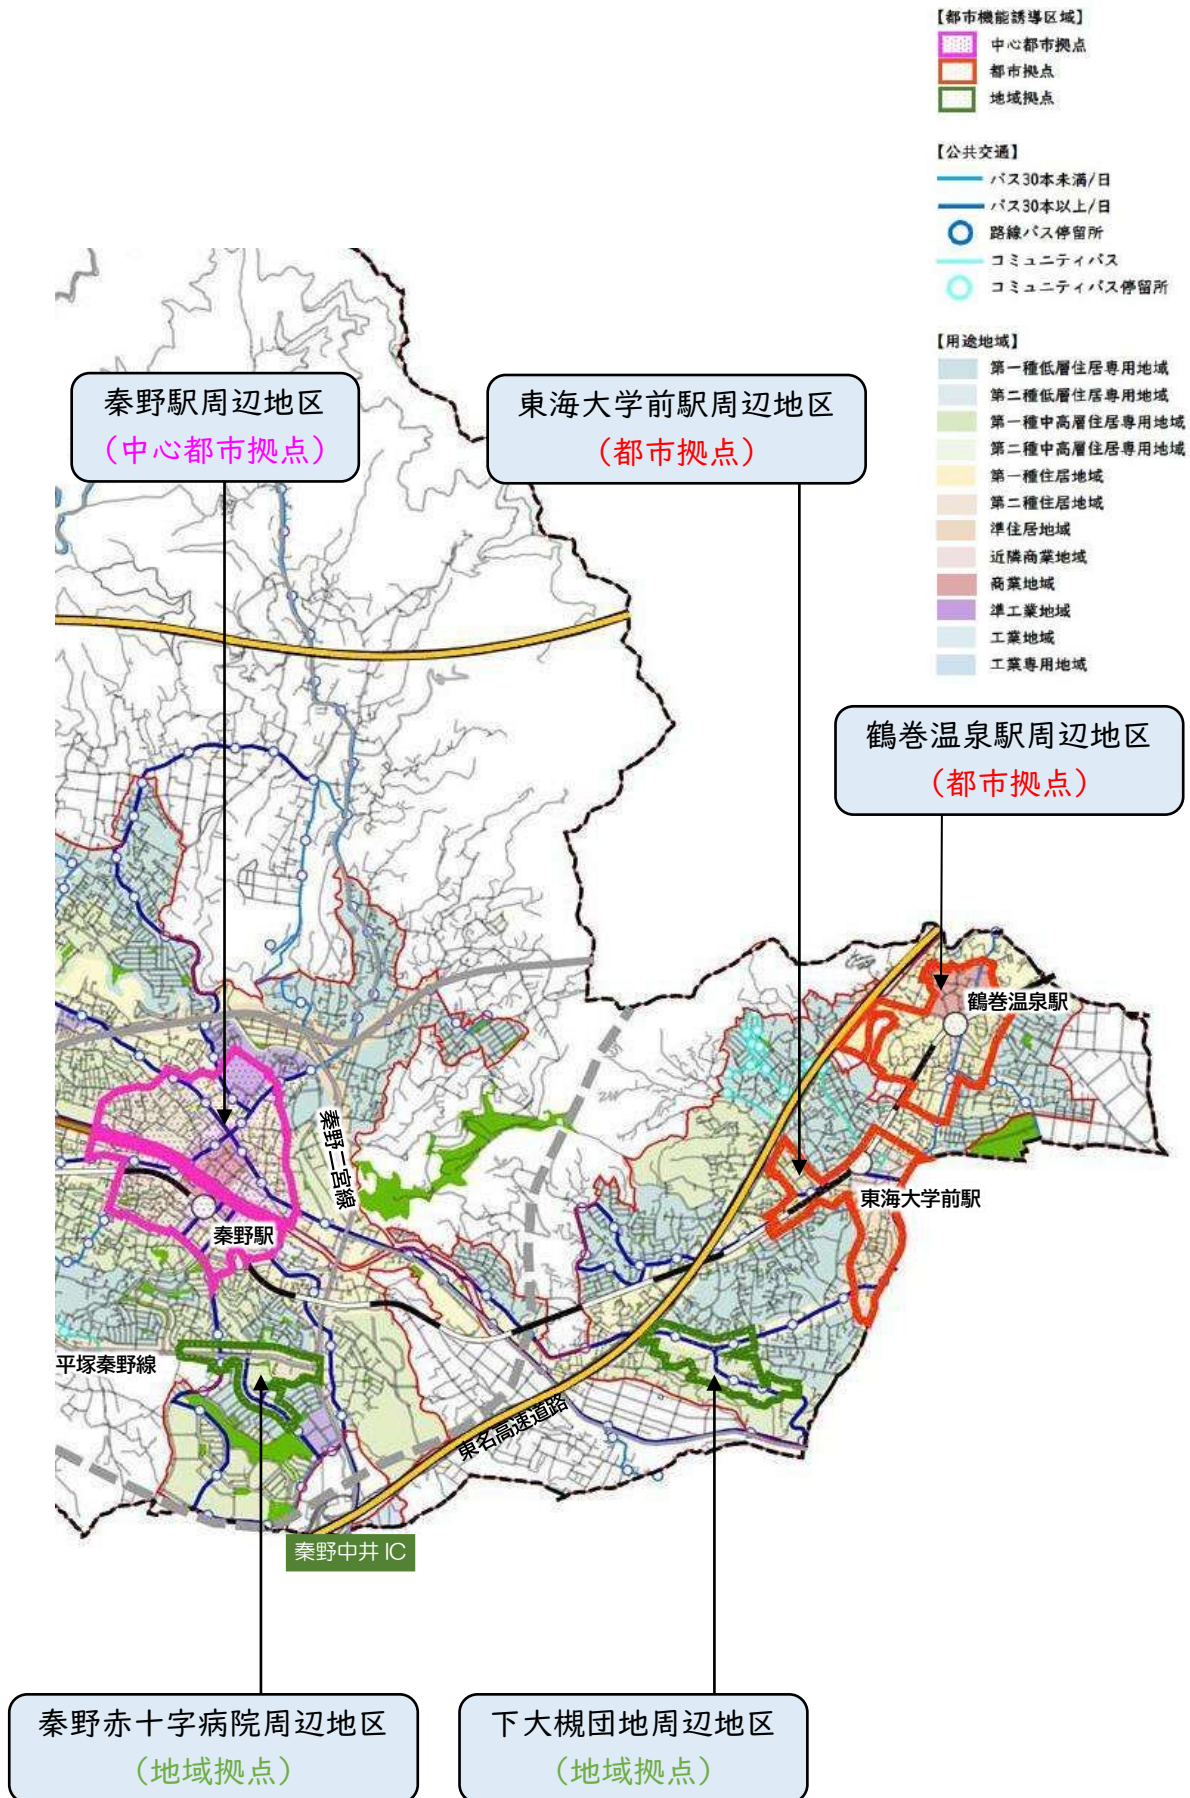 【都市機能誘導区域】
中心都市拠点
都市拠点
地域拠点
【公共交通】
バス30本未満/日
バス30本以上/日
路線バス停留所
コミュニティバス
コミュニティバス停留所
【用途地域】
第一種低層住居専用地域
第二種低層住居専用地域
第一種中高層住居専用地域
第二種中高層住居専用地域
第一種住居地域
第二種住居地域
準住居地域
近隣商業地域
商業地域
準工業地域
工業地域
工業専用地域
秦野駅周辺地区
(中心都市拠点)
東海大学前駅周辺地区
(都市拠点)
鶴巻温泉駅周辺地区
(都市拠点)
鶴巻温泉駅
秦野二宮線
東海大学前駅
秦野駅
平塚秦野線
東名高速道路
秦野中井 IC
秦野赤十字病院周辺地区
(地域拠点)
下大槻団地周辺地区
(地域拠点)